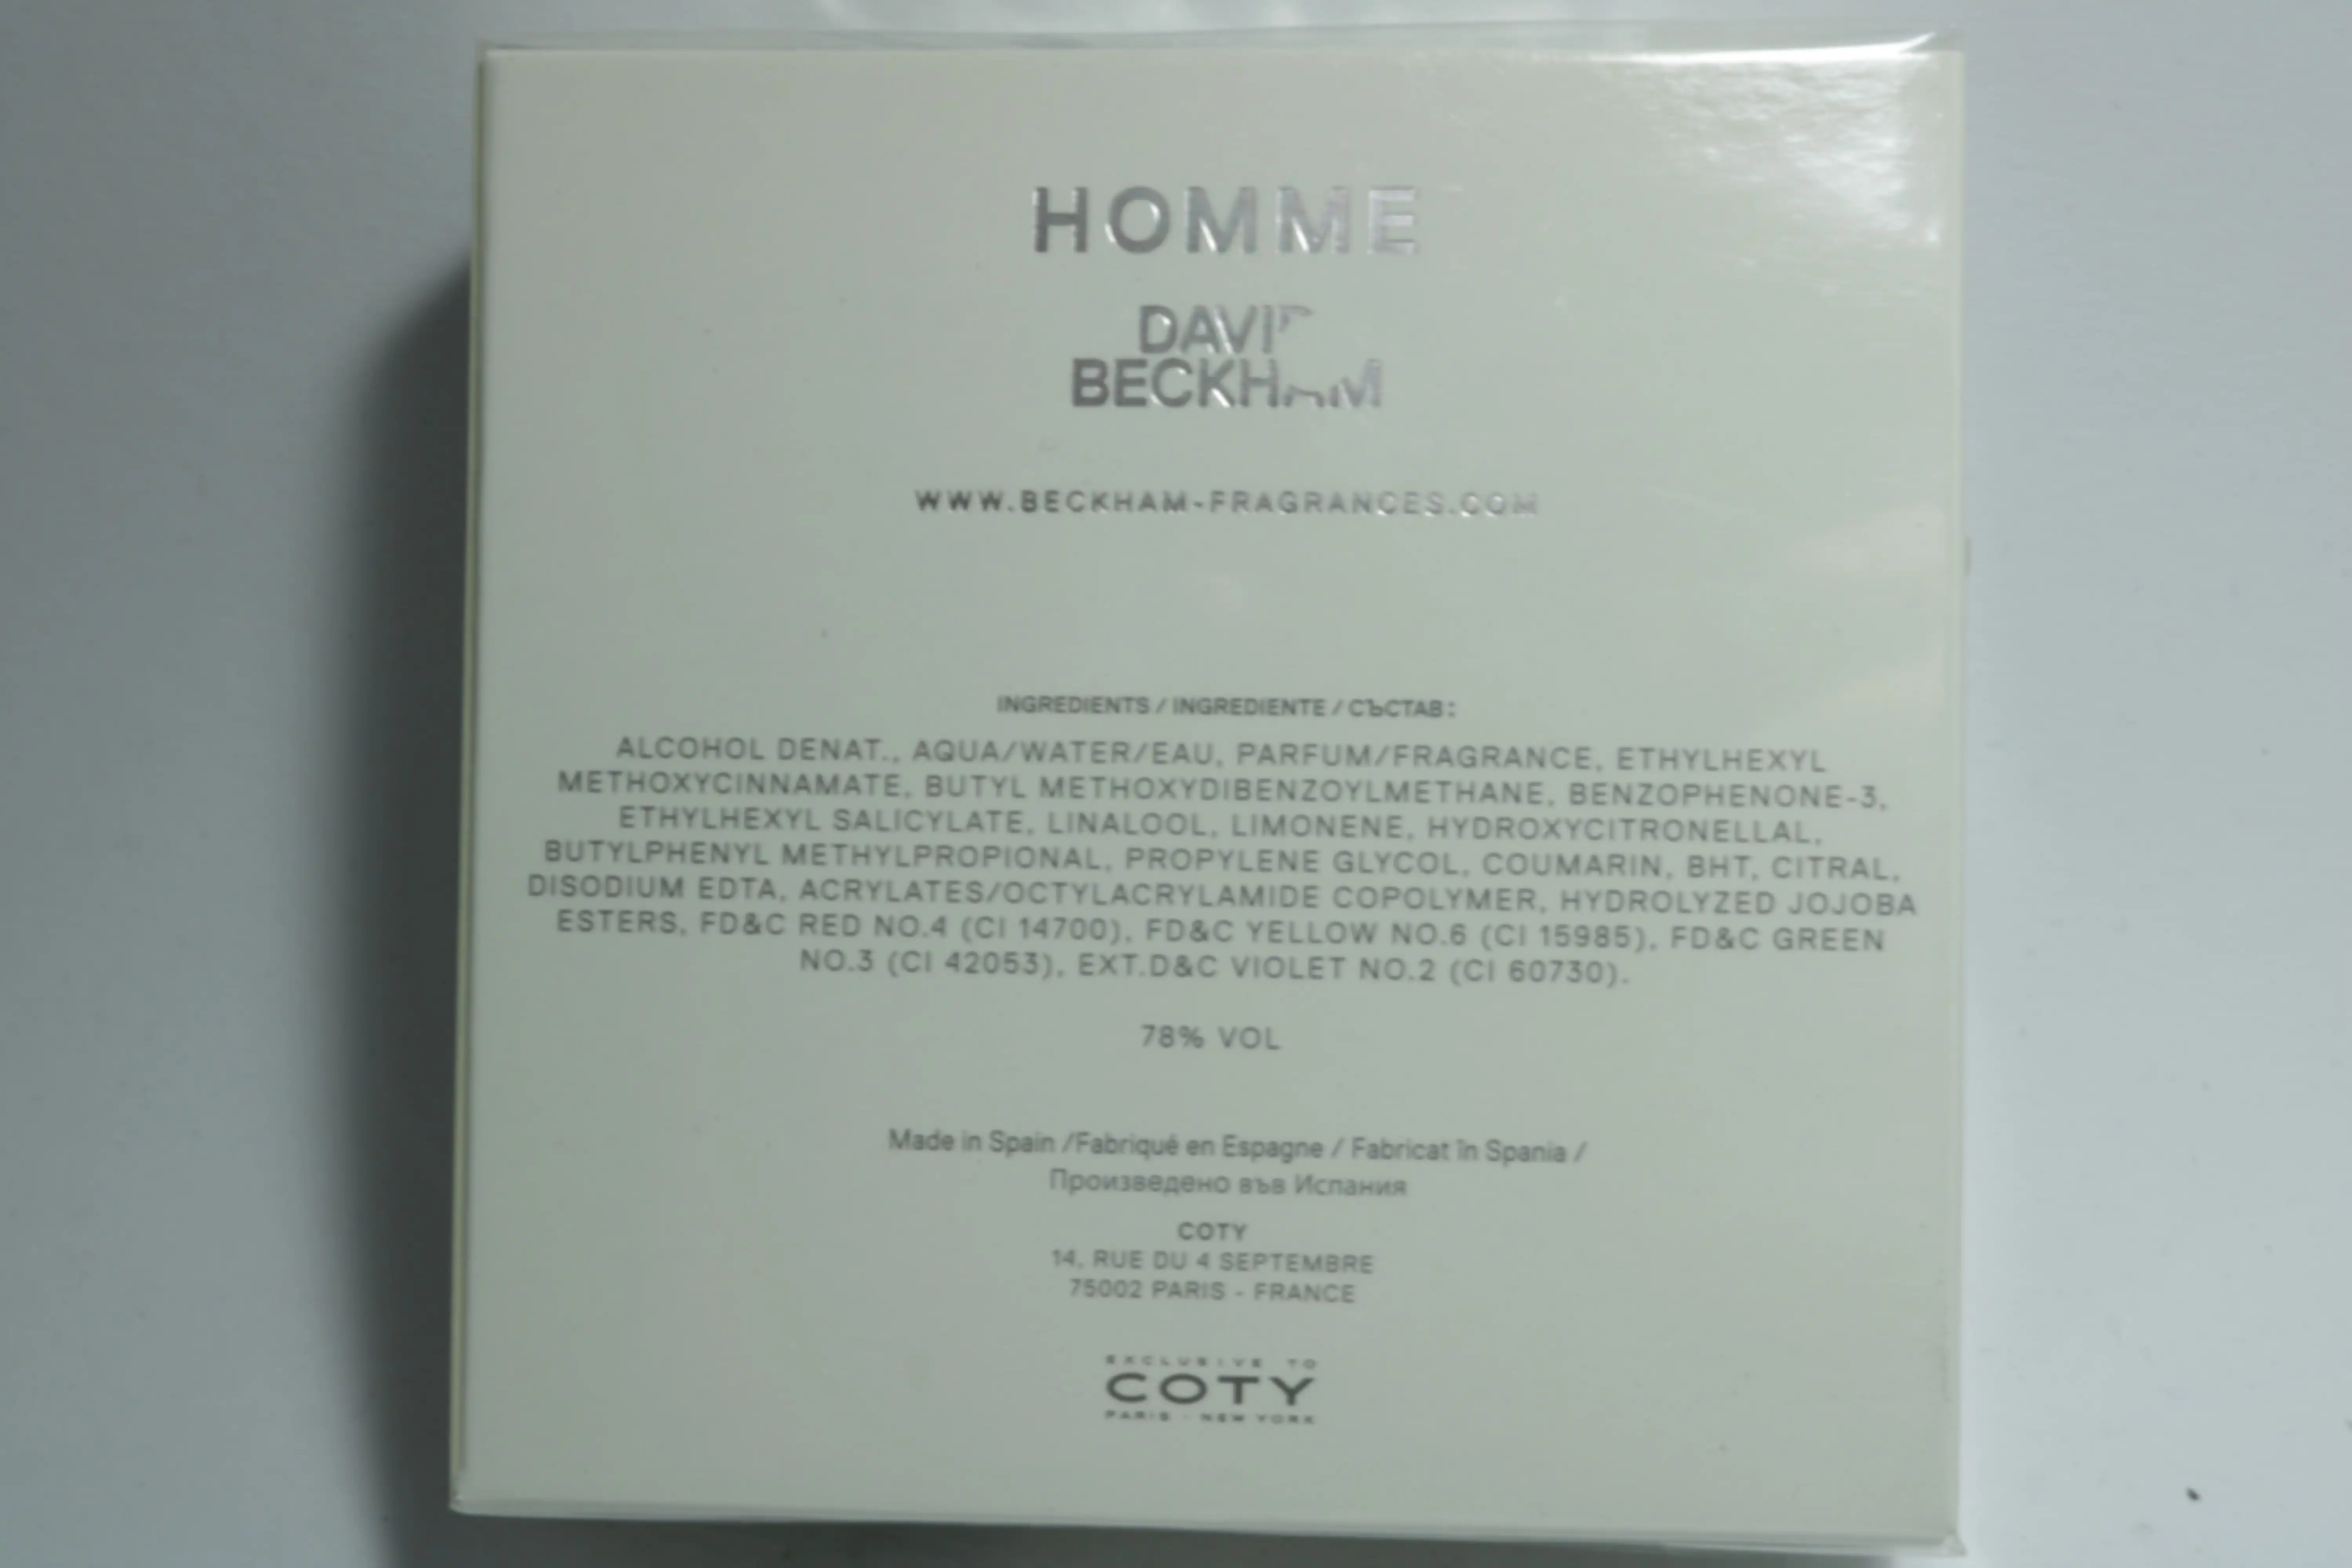 HOMME
DAVID
BECKHAM
WWW.BECKHAM-FRAGRANCES.COM
INGREDIENTS / INGREDIENTE / СЪСТАВ:
ALCOHOL DENAT., AQUA/WATER/EAU, PARFUM/FRAGRANCE, ETHYLHEXYL
METHOXYCINNAMATE, BUTYL METHOXYDIBENZOYLMETHANE, BENZOPHENONE-3,
ETHYLHEXYL SALICYLATE, LINALOOL, LIMONENE, HYDROXYCITRONELLAL,
BUTYLPHENYL METHYLPROPIONAL, PROPYLENE GLYCOL, COUMARIN, BHT, CITRAL,
DISODIUM EDTA, ACRYLATES/OCTYLACRYLAMIDE COPOLYMER, HYDROLYZED JOJOBA
ESTERS, FD&C RED NO.4 (CI 14700), FD&C YELLOW NO.6 (CI 15985), FD&C GREEN
NO.3 (CI 42053), EXT.D&C VIOLET NO.2 (CI 60730).
78% VOL
Made in Spain /Fabriqué en Espagne / Fabricat în Spania /
Произведено във Испания
COTY
14, RUE DU 4 SEPTEMBRE
75002 PARIS - FRANCE
EXCLUSIVE TO
COTY
PARIS - NEW YORK